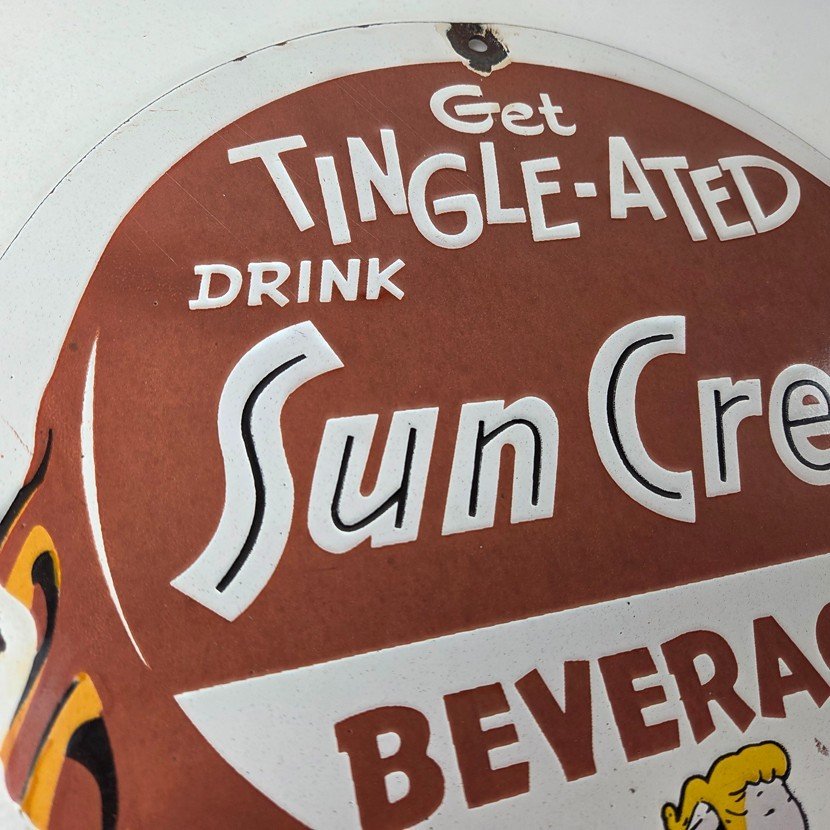 Get
TINGLE-ATED
DRINK
Sun Cre
BEVERAG